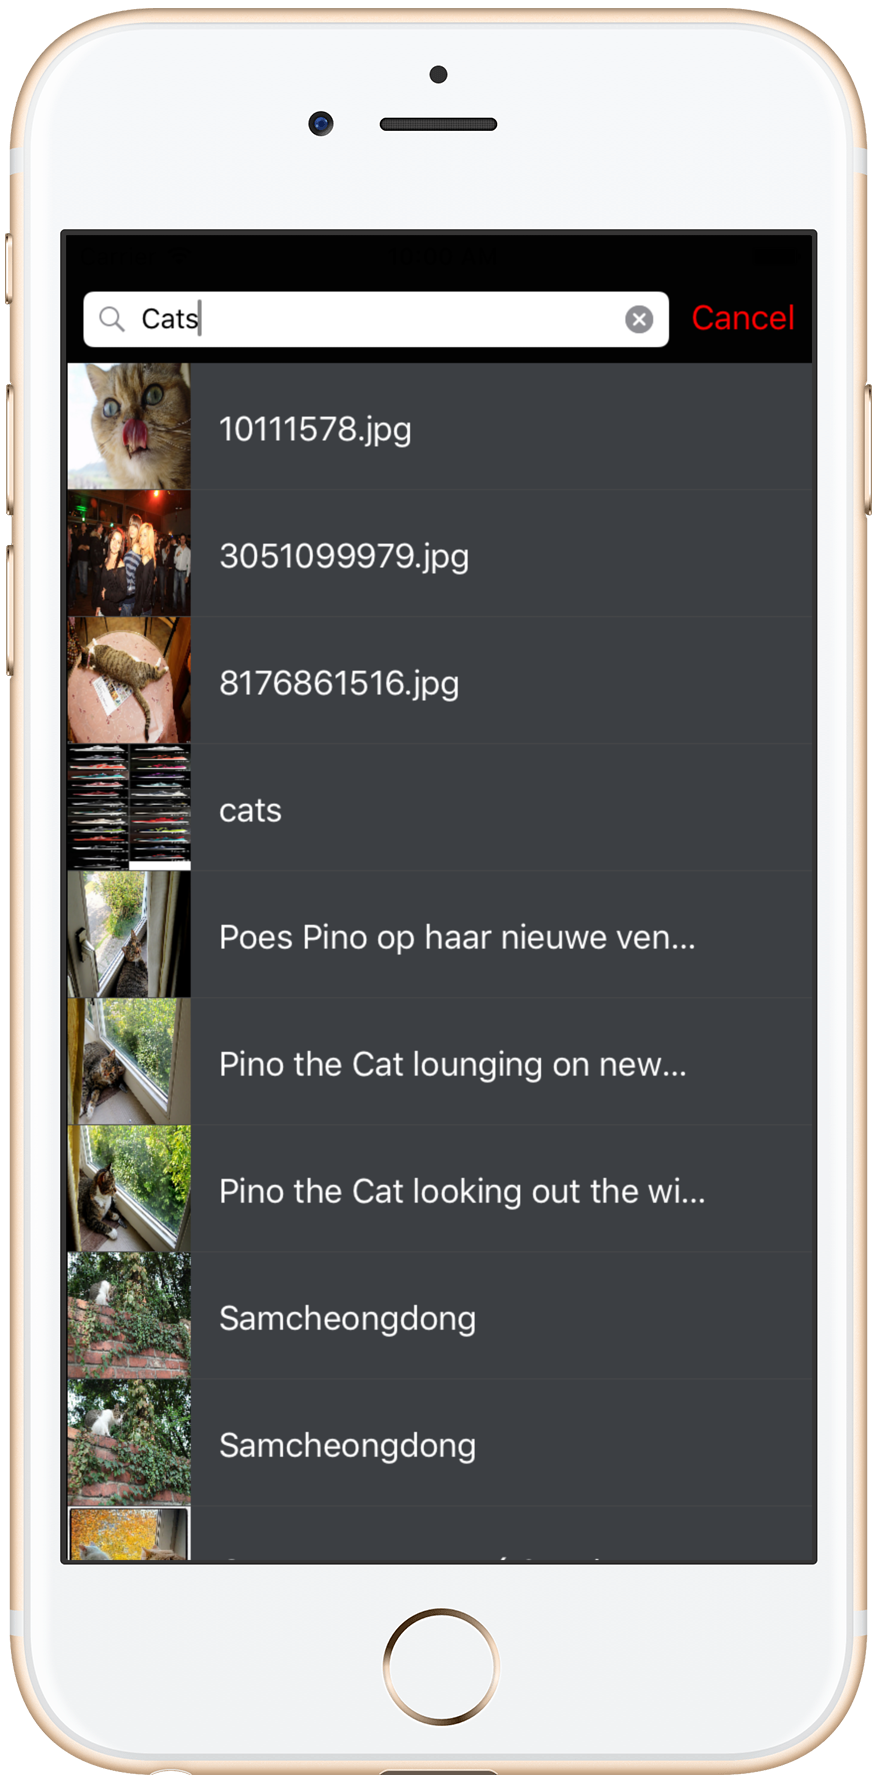 Cats
Cancel
10111578.jpg
3051099979.jpg
8176861516.jpg
cats
Poes Pino op haar nieuwe ven...
Pino the Cat lounging on new...
Pino the Cat looking out the wi...
Samcheongdong
Samcheongdong